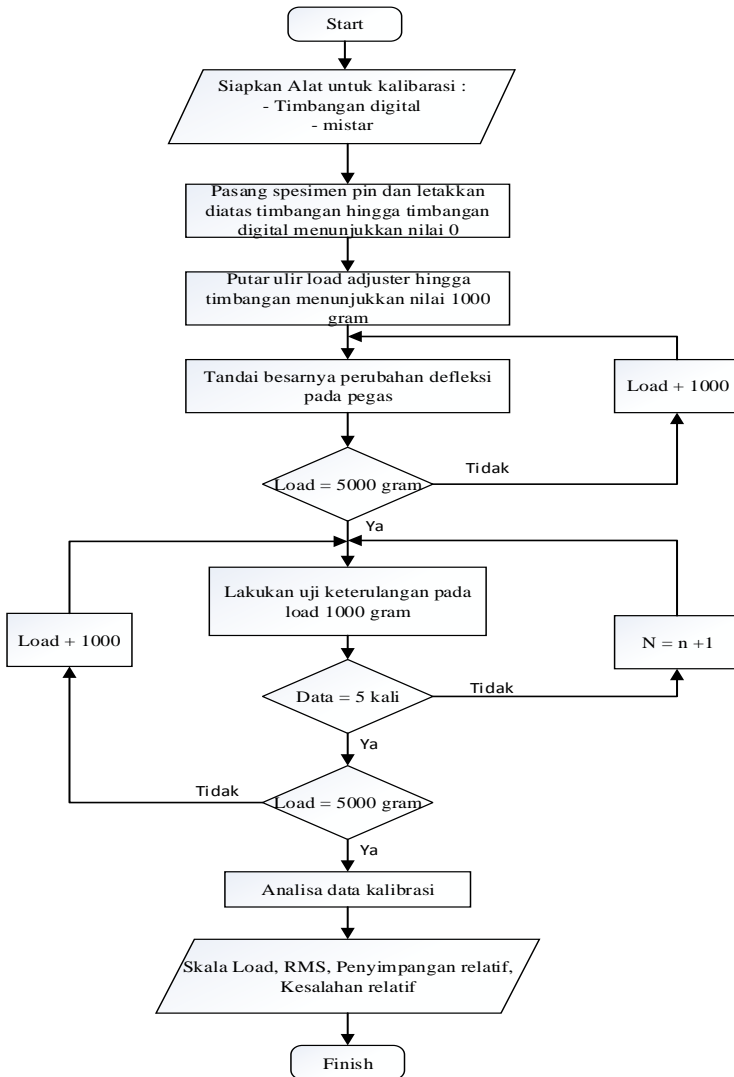 Start
Siapkan Alat untuk kalibarasi :
- Timbangan digital
- mistar
Pasang spesimen pin dan letakkan
diatas timbangan hingga timbangan
digital menunjukkan nilai 0
Putar ulir load adjuster hingga
timbangan menunjukkan nilai 1000
gram
Tandai besarnya perubahan defleksi
pada pegas
Load + 1000
Load = 5000 gram
Tidak
Ya
Lakukan uji keterulangan pada
load 1000 gram
Load + 1000
N = n +1
Data = 5 kali
Tidak
Ya
Load = 5000 gram
Tidak
Ya
Analisa data kalibrasi
Skala Load, RMS, Penyimpangan relatif,
Kesalahan relatif
Finish